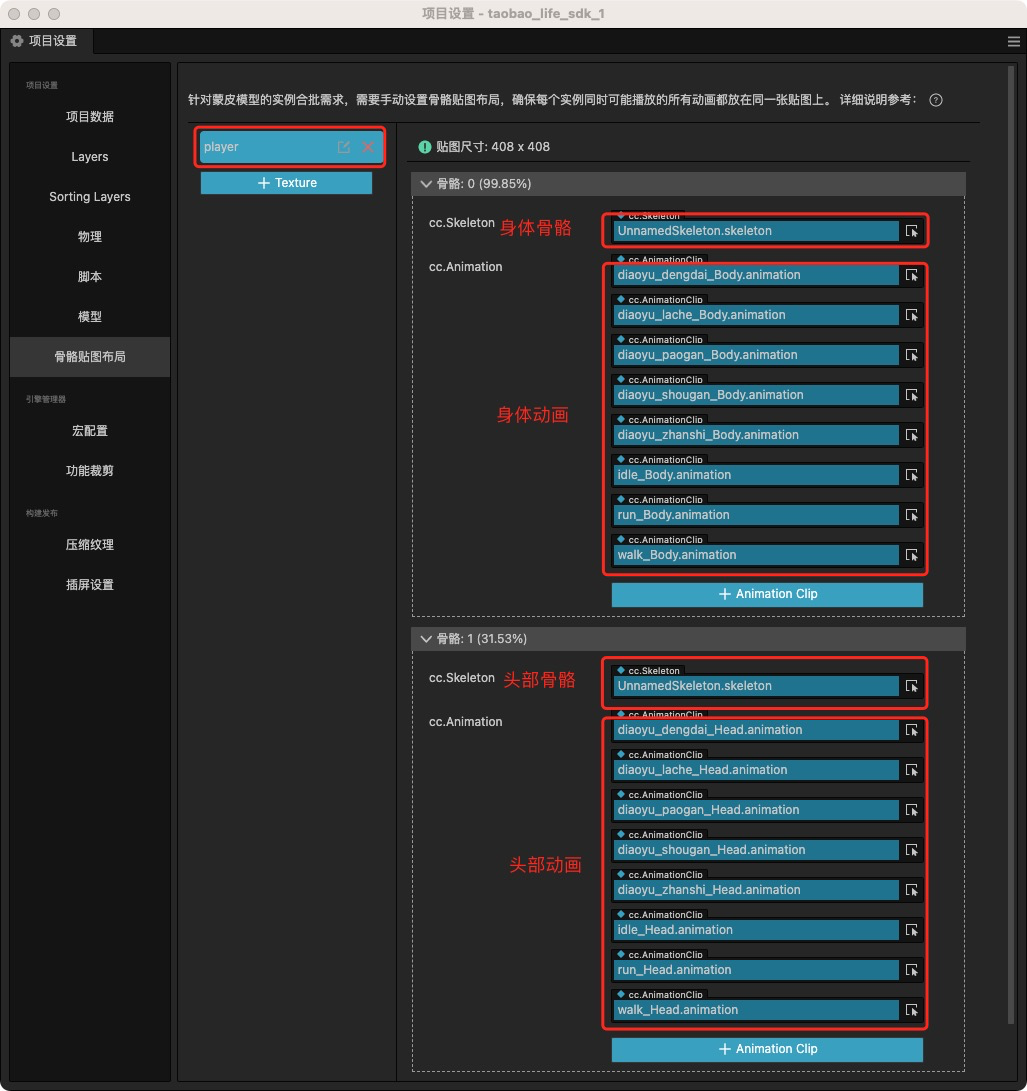 项目设置 - taobao_life_sdk_1
项目设置
项目设置
项目数据
Layers
Sorting Layers
物理
脚本
模型
骨骼贴图布局
引擎管理器
宏配置
功能裁剪
构建发布
压缩纹理
插屏设置
针对蒙皮模型的实例合批需求，需要手动设置骨骼贴图布局，确保每个实例同时可能播放的所有动画都放在同一张贴图上。 详细说明参考： ?
player
+ Texture
! 贴图尺寸: 408 x 408
骨骼: 0 (99.85%)
cc.Skeleton 身体骨骼
cc.Skeleton
UnnamedSkeleton.skeleton
cc.Animation
身体动画
cc.AnimationClip
diaoyu_dengdai_Body.animation
cc.AnimationClip
diaoyu_lache_Body.animation
cc.AnimationClip
diaoyu_paogan_Body.animation
cc.AnimationClip
diaoyu_shougan_Body.animation
cc.AnimationClip
diaoyu_zhanshi_Body.animation
cc.AnimationClip
idle_Body.animation
cc.AnimationClip
run_Body.animation
cc.AnimationClip
walk_Body.animation
+ Animation Clip
骨骼: 1 (31.53%)
cc.Skeleton 头部骨骼
cc.Skeleton
UnnamedSkeleton.skeleton
cc.Animation
头部动画
cc.AnimationClip
diaoyu_dengdai_Head.animation
cc.AnimationClip
diaoyu_lache_Head.animation
cc.AnimationClip
diaoyu_paogan_Head.animation
cc.AnimationClip
diaoyu_shougan_Head.animation
cc.AnimationClip
diaoyu_zhanshi_Head.animation
cc.AnimationClip
idle_Head.animation
cc.AnimationClip
run_Head.animation
cc.AnimationClip
walk_Head.animation
+ Animation Clip